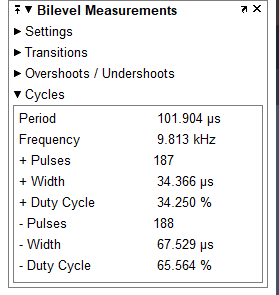 Bilevel Measurements
Settings
Transitions
Overshoots / Undershoots
Cycles
Period 101.904 µs
Frequency 9.813 kHz
+ Pulses 187
+ Width 34.366 µs
+ Duty Cycle 34.250 %
- Pulses 188
- Width 67.529 µs
- Duty Cycle 65.564 %